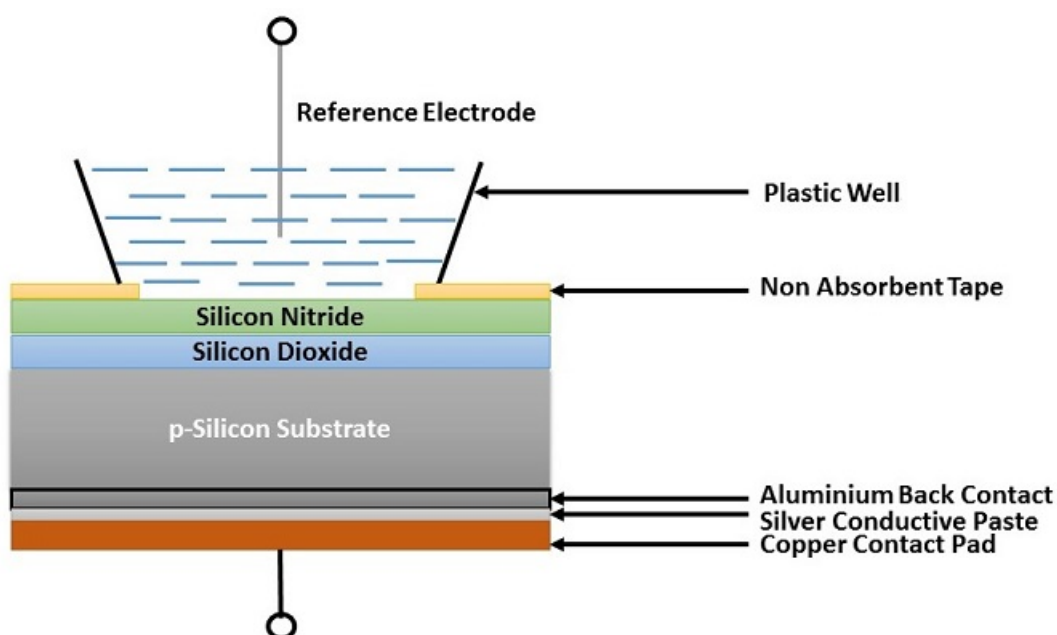 Reference Electrode
Plastic Well
Non Absorbent Tape
Silicon Nitride
Silicon Dioxide
p-Silicon Substrate
Aluminium Back Contact
Silver Conductive Paste
Copper Contact Pad